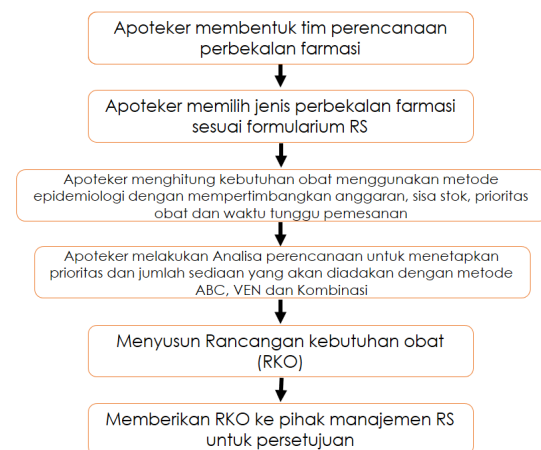 Apoteker membentuk tim perencanaan
perbekalan farmasi
Apoteker memilih jenis perbekalan farmasi
sesuai formularium RS
Apoteker menghitung kebutuhan obat menggunakan metode
epidemiologi dengan mempertimbangkan anggaran, sisa stok, prioritas
obat dan waktu tunggu pemesanan
Apoteker melakukan Analisa perencanaan untuk menetapkan
prioritas dan jumlah sediaan yang akan diadakan dengan metode
ABC, VEN dan Kombinasi
Menyusun Rancangan kebutuhan obat
(RKO)
Memberikan RKO ke pihak manajemen RS
untuk persetujuan